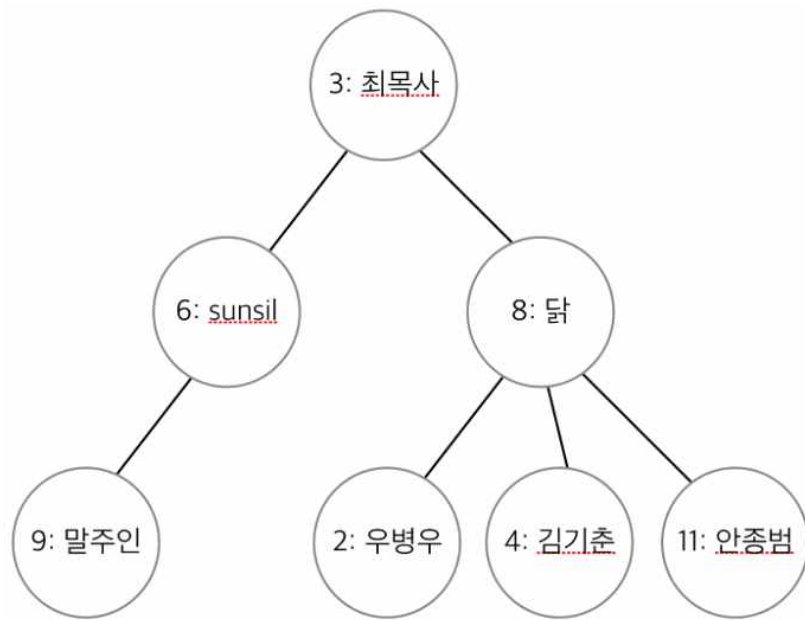 3: 최목사
6: sunsil
8: 닭
9: 말주인
2: 우병우
4: 김기춘
11: 안종범